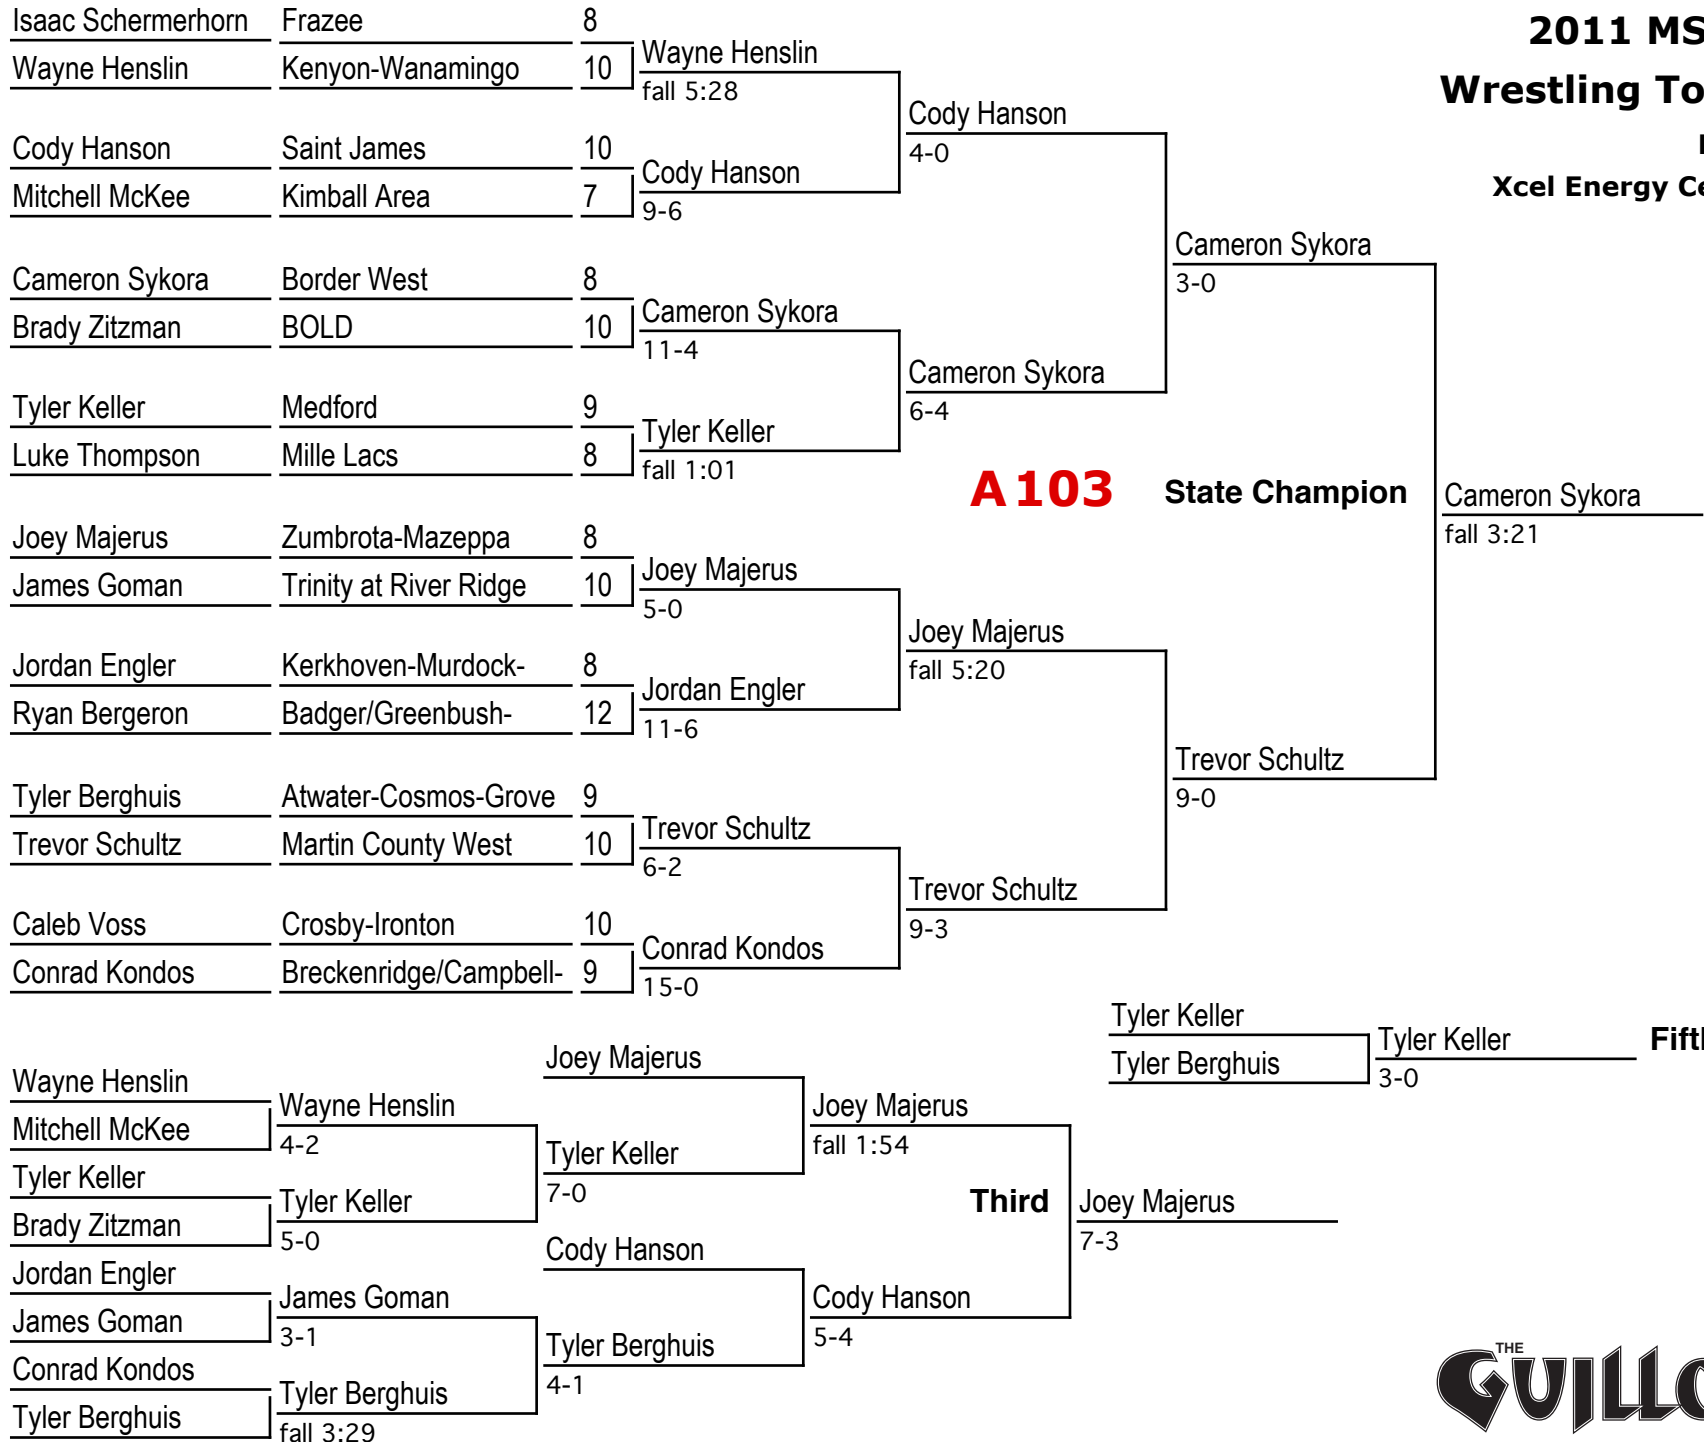 2011 MS
Wrestling To
Xcel Energy Ce
Isaac Schermerhorn Frazee 8
Wayne Henslin Kenyon-Wanamingo 10
Wayne Henslin
fall 5:28
Cody Hanson
4-0
Cody Hanson Saint James 10
Mitchell McKee Kimball Area 7
Cody Hanson
9-6
Cameron Sykora
3-0
Cameron Sykora Border West 8
Brady Zitzman BOLD 10
Cameron Sykora
11-4
Cameron Sykora
6-4
Tyler Keller Medford 9
Luke Thompson Mille Lacs 8
Tyler Keller
fall 1:01
A 103 State Champion
Cameron Sykora
fall 3:21
Joey Majerus Zumbrota-Mazeppa 8
James Goman Trinity at River Ridge 10
Joey Majerus
5-0
Joey Majerus
fall 5:20
Jordan Engler Kerkhoven-Murdock- 8
Ryan Bergeron Badger/Greenbush- 12
Jordan Engler
11-6
Trevor Schultz
9-0
Tyler Berghuis Atwater-Cosmos-Grove 9
Trevor Schultz Martin County West 10
Trevor Schultz
6-2
Trevor Schultz
9-3
Caleb Voss Crosby-Ironton 10
Conrad Kondos Breckenridge/Campbell- 9
Conrad Kondos
15-0
Tyler Keller
Tyler Berghuis
Tyler Keller
3-0
Fift
Wayne Henslin
Mitchell McKee
Wayne Henslin
4-2
Joey Majerus
Tyler Keller
7-0
Joey Majerus
fall 1:54
Tyler Keller
Brady Zitzman
Tyler Keller
5-0
Third
Joey Majerus
7-3
Jordan Engler
James Goman
James Goman
3-1
Cody Hanson
Tyler Berghuis
4-1
Cody Hanson
5-4
Conrad Kondos
Tyler Berghuis
Tyler Berghuis
fall 3:29
THE
GUILLO